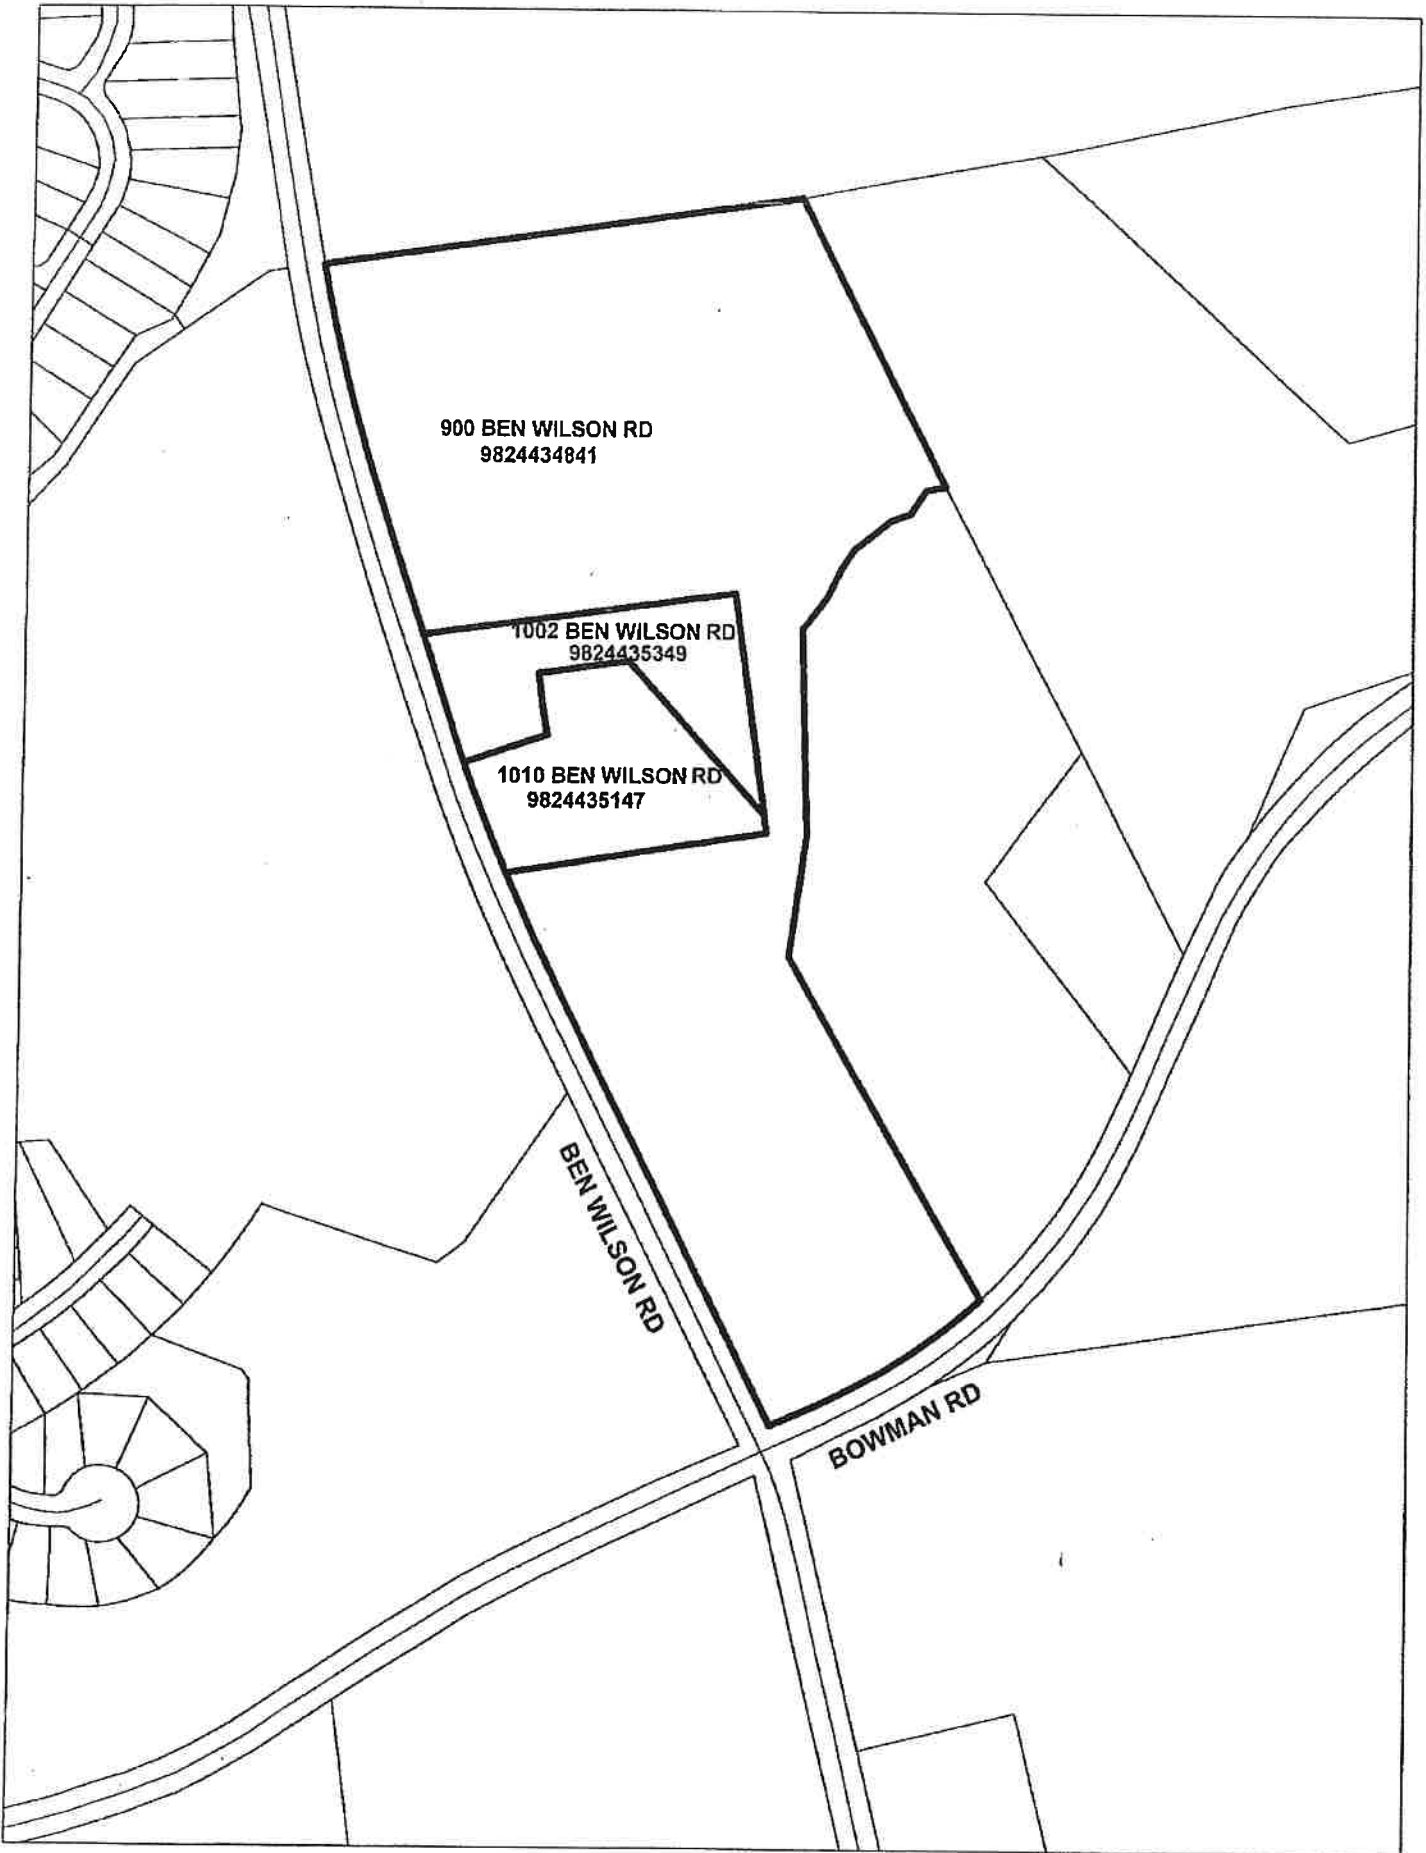 900 BEN WILSON RD
9824434841
1002 BEN WILSON RD
9824435349
1010 BEN WILSON RD
9824435147
BEN WILSON RD
BOWMAN RD